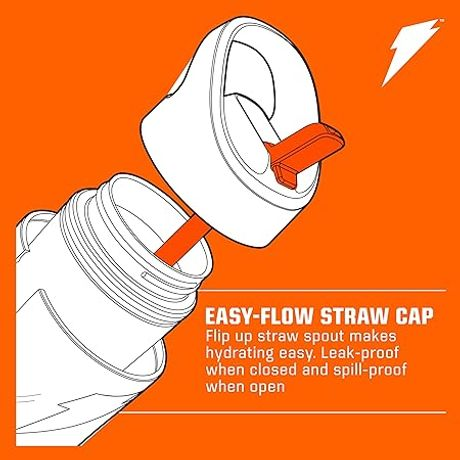 EASY-FLOW STRAW CAP
Flip up straw spout makes
hydrating easy. Leak-proof
when closed and spill-proof
when open